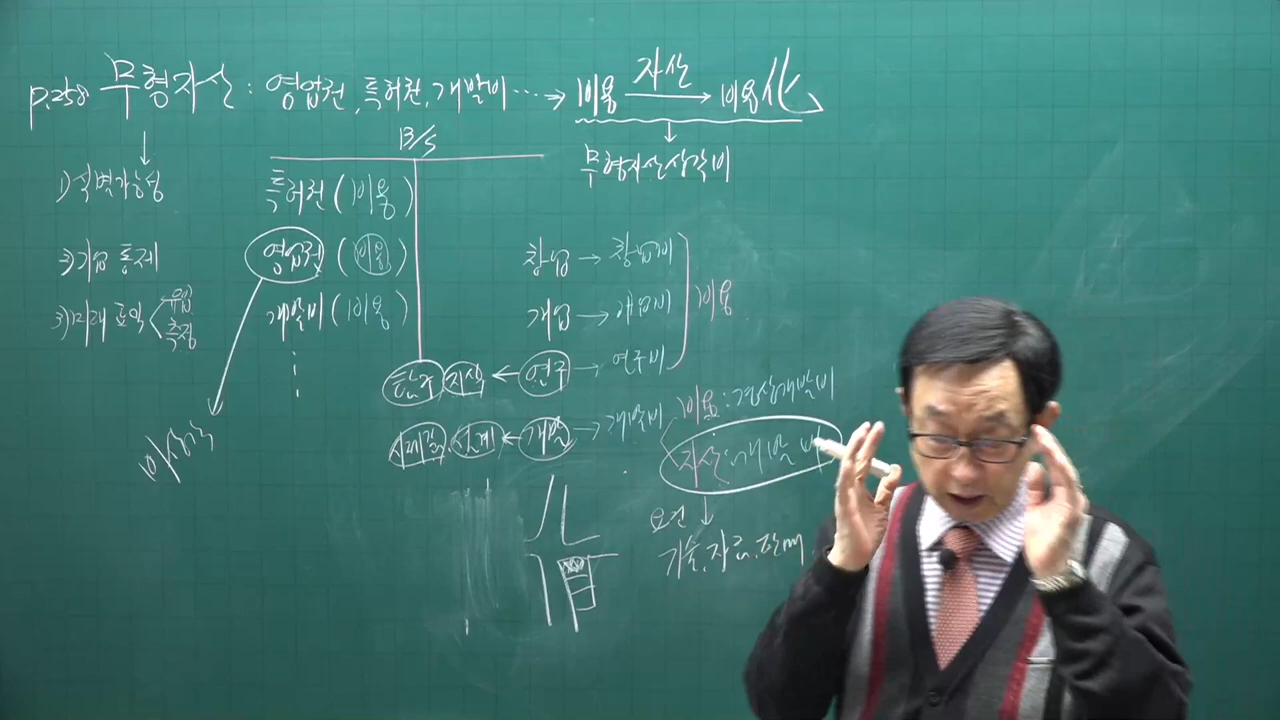 p.258 무형자산 : 영업권, 특허권, 개발비 ‥‥ → 비용 자산→ 비용化
↓
무형자산상각비
B/S
1) 식별가능성
2) 기업 통제
3) 미래 효익 < 유입 측정
특허권 (비용)
영업권 (비용)
개발비 (비용)
⋮
미상각
창업 → 창업비
개업 → 개업비
탐구 지식 ← 연구 → 연구비
비용
시제품. 설계 ← 개발 → 개발비
비용 : 경상개발비
자산 : 개발비
요건 ↓
기술, 자료, 판매